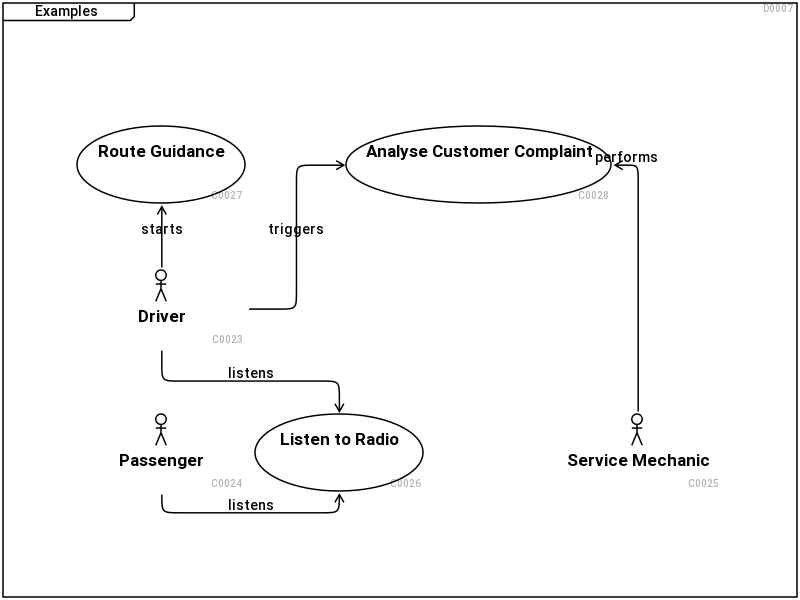 Examples
D0007
Route Guidance
C0027
Analyse Customer Complaint
C0028
performs
starts
triggers
Driver
C0023
listens
Listen to Radio
C0026
Passenger
C0024
listens
Service Mechanic
C0025